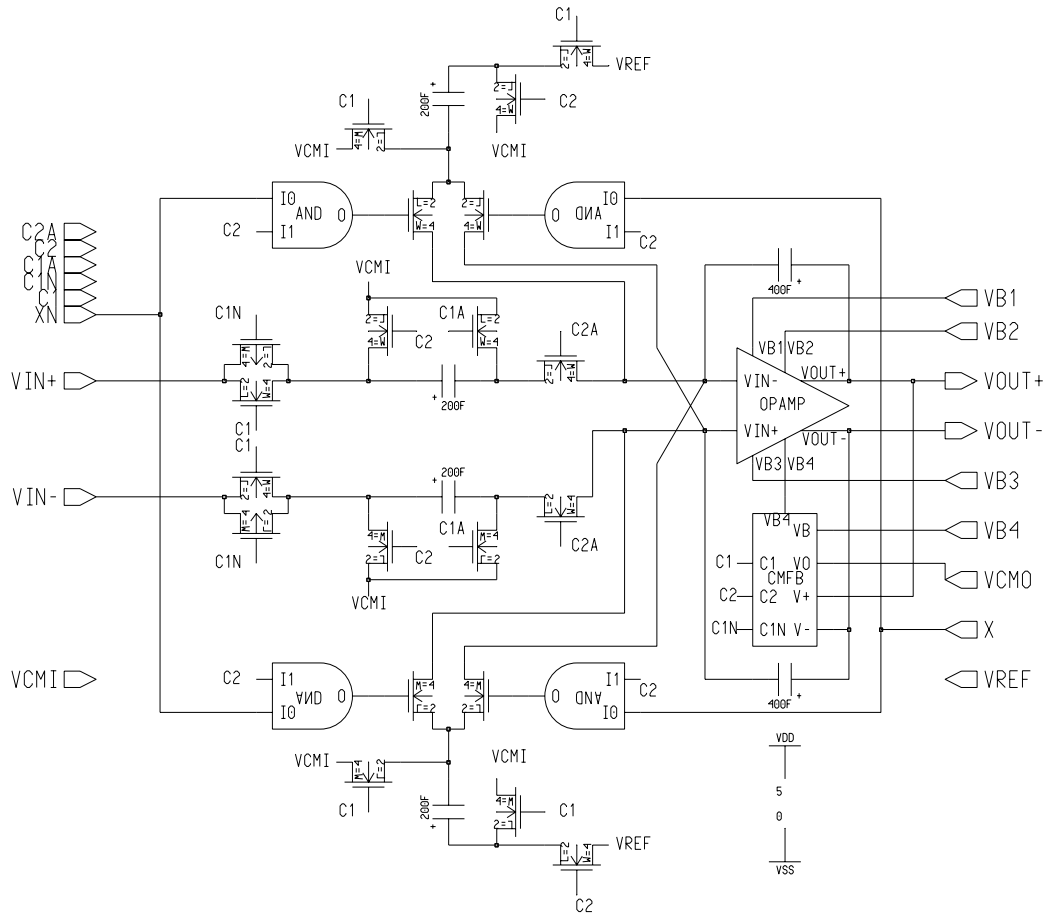 C1
VREF
200F
+
C1
C2
VCMI
VCMI
I0
AND
O
I1
C2
I0
AND
O
I1
C2
L=2
W=4
L=2
W=4
C2A
C2
C1A
C1N
C1
XN
VCMI
C1N
C1A
C2
C2A
400F
+
VB1
VB2
VB1
VB2
VIN+
VIN-
OPAMP
VIN+
VOUT+
VOUT-
VOUT+
VOUT-
200F
+
C1
C1
200F
+
VIN-
C1A
C2
C2A
C1N
VCMI
VB3
VB4
VB3
VB4
VB
VB4
C1
C1
VO
CMFB
C2
C2
V+
C1N
C1N
V-
VCMO
X
VCMI
C2
I1
AND
O
I0
I1
AND
O
I0
C2
400F
+
VREF
VCMI
C1
200F
+
VCMI
C1
VREF
C2
VDD
5
0
VSS